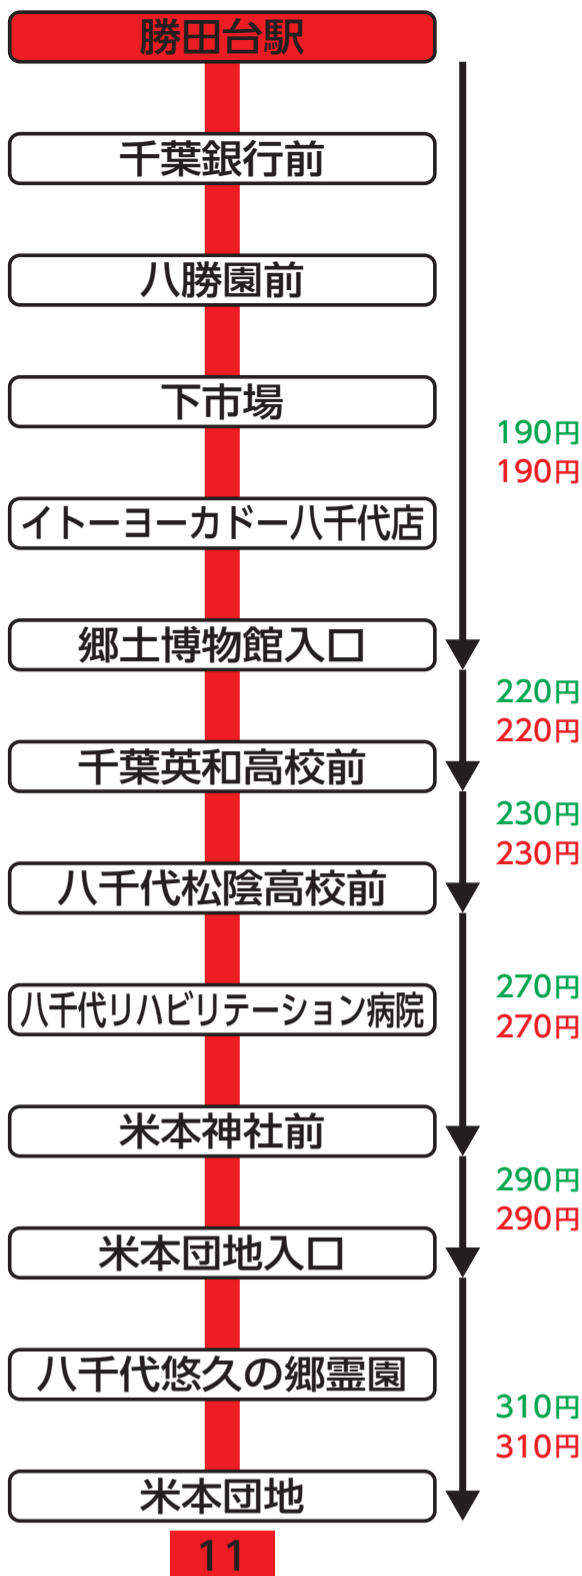 勝田台駅
千葉銀行前
八勝園前
下市場
190円
190円
イトーヨーカドー八千代店
郷土博物館入口
220円
220円
千葉英和高校前
230円
230円
八千代松陰高校前
270円
270円
八千代リハビリテーション病院
米本神社前
290円
290円
米本団地入口
八千代悠久の郷霊園
310円
310円
米本団地
11